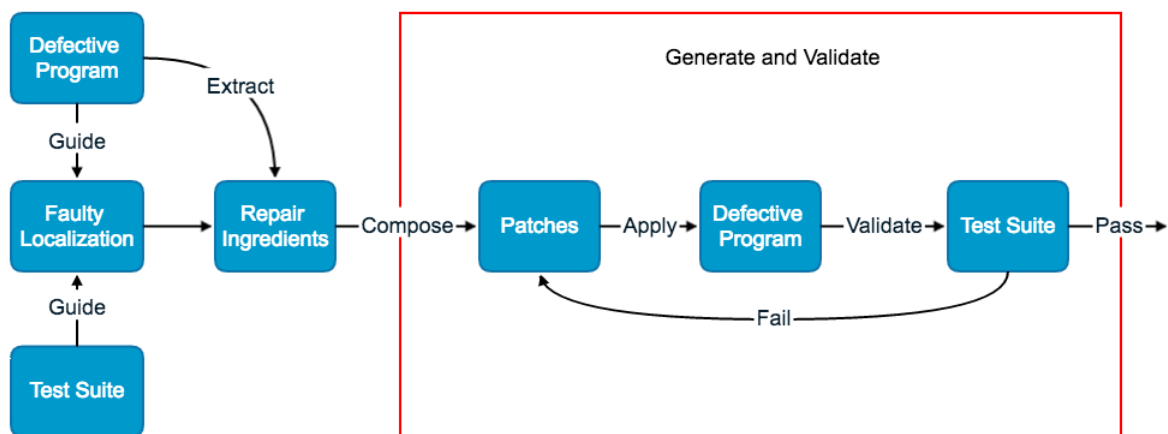 Defective
Program
Extract
Guide
Faulty
Localization
Repair
Ingredients
Guide
Test Suite
Generate and Validate
Compose
Patches
Apply
Defective
Program
Validate
Test Suite
Pass
Fail